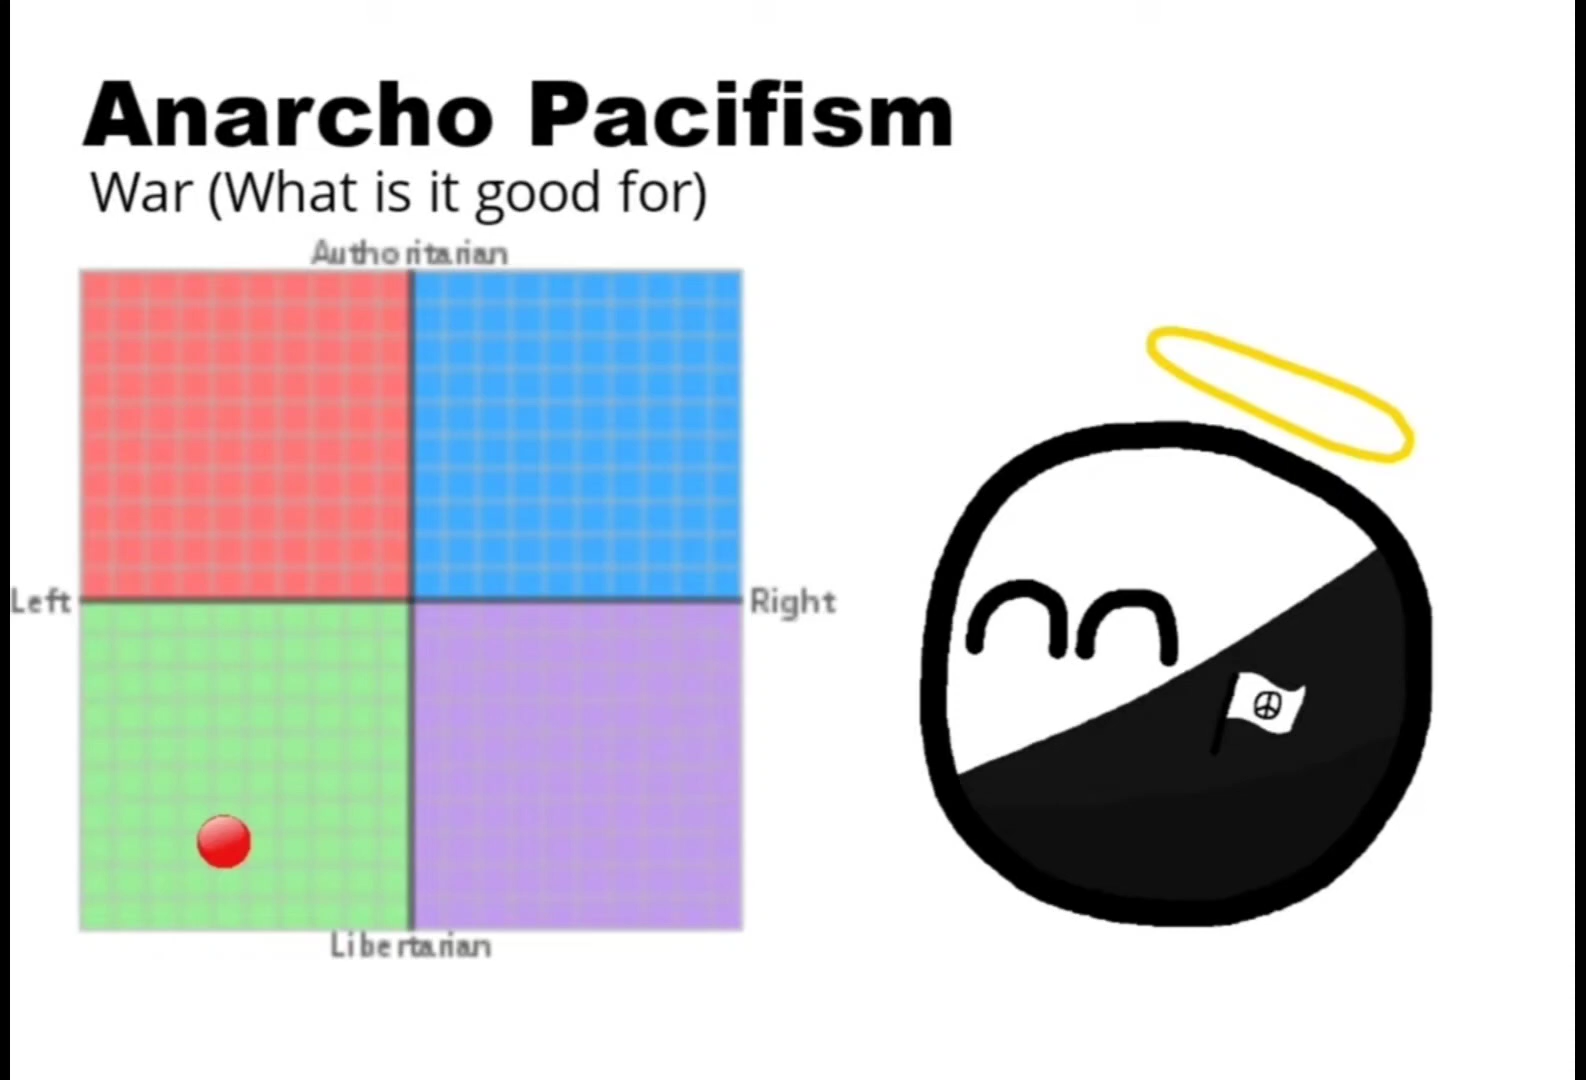 Anarcho Pacifism
War (What is it good for)
Authoritarian
Left
Right
Libertarian